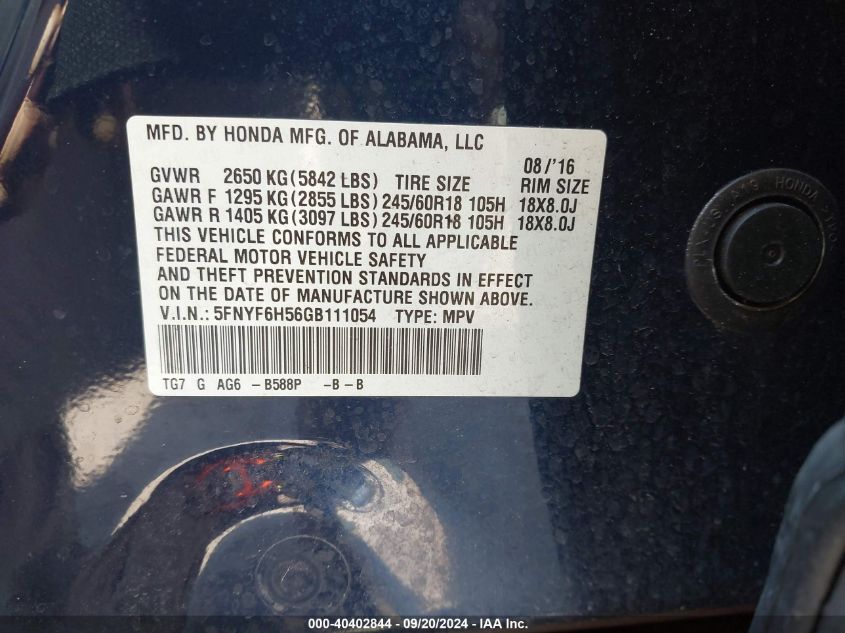 MFD. BY HONDA MFG. OF ALABAMA, LLC
08/'16
GVWR 2650 KG(5842 LBS) TIRE SIZE RIM SIZE
GAWR F 1295 KG(2855 LBS)245/60R18 105H 18X8.0J
GAWR R 1405 KG(3097 LBS)245/60R18 105H 18X8.0J
THIS VEHICLE CONFORMS TO ALL APPLICABLE
FEDERAL MOTOR VEHICLE SAFETY
AND THEFT PREVENTION STANDARDS IN EFFECT
ON THE DATE OF MANUFACTURE SHOWN ABOVE.
V.I.N.: 5FNYF6H56GB111054 TYPE: MPV
TG7 G AG6 -B588P -B-B
HONDA
000-40402844 - 09/20/2024 - IAA Inc.